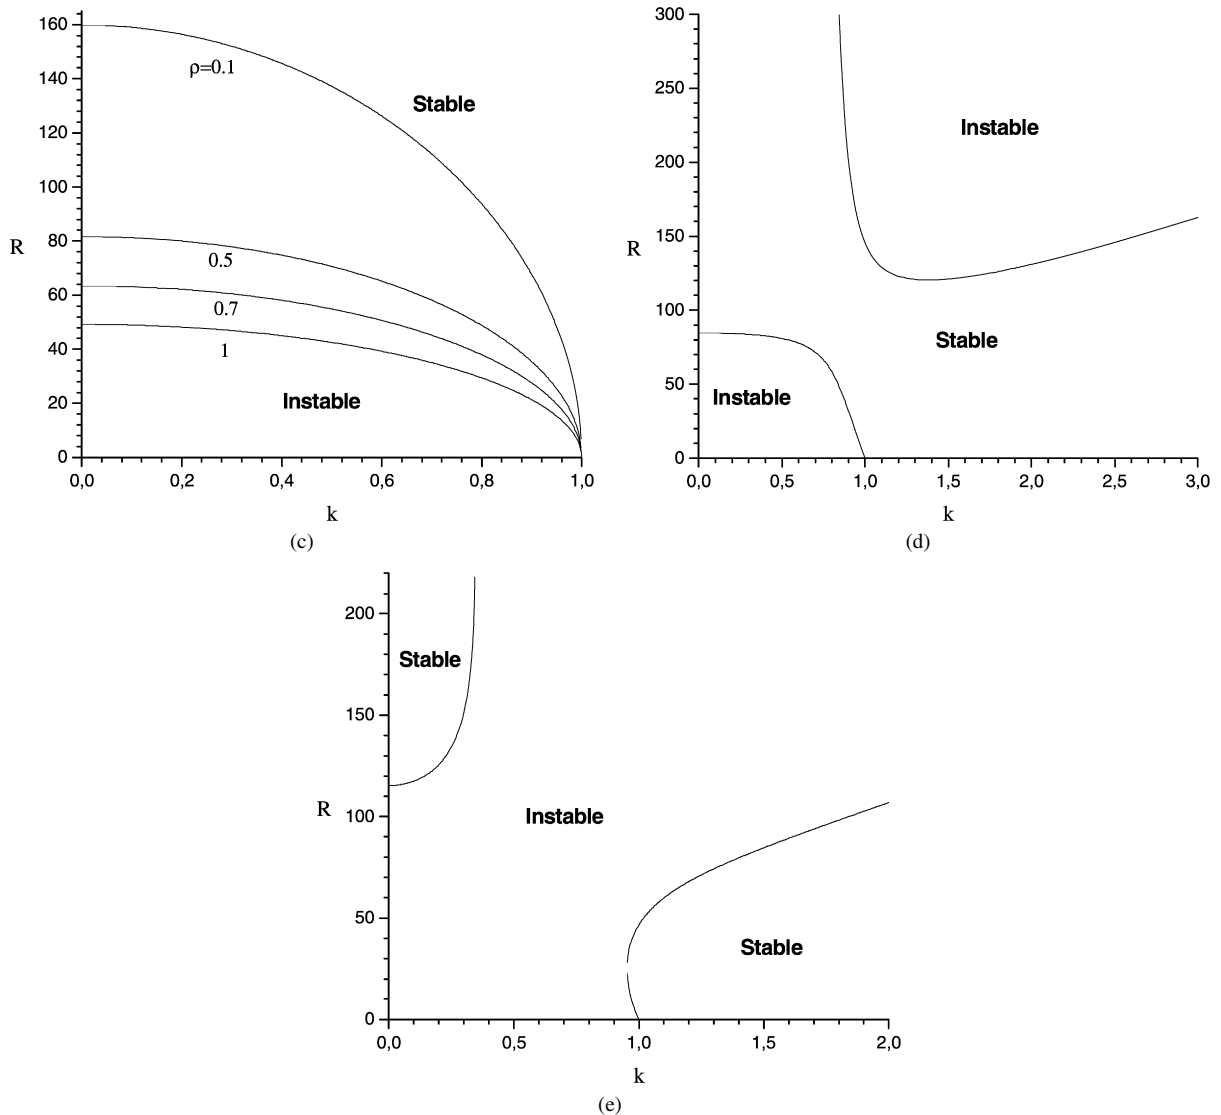 160
140
120
100
80
60
40
20
0
R
ρ=0.1
0.5
0.7
1
Stable
Instable
0,0 0,2 0,4 0,6 0,8 1,0
k
(c)
300
250
200
150
100
50
0
R
Instable
Stable
Instable
0,0 0,5 1,0 1,5 2,0 2,5 3,0
k
(d)
200
150
100
50
0
R
Stable
Instable
Stable
0,0 0,5 1,0 1,5 2,0
k
(e)